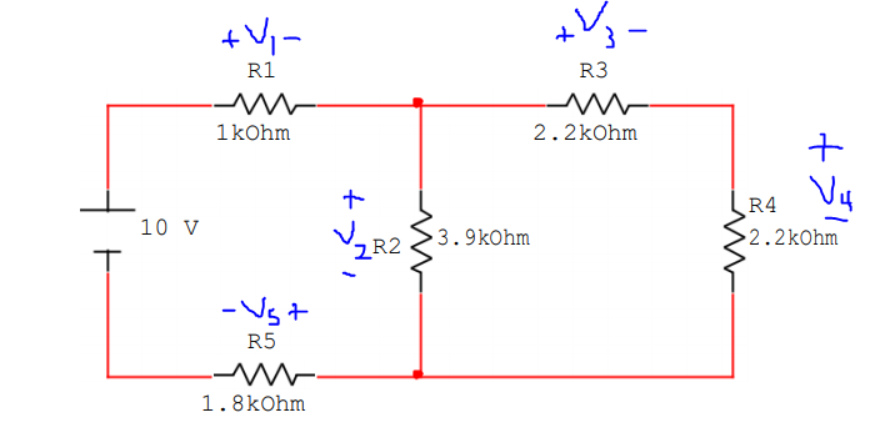 +V₁-
+V₃-
R1
R3
1kOhm
2.2kOhm
+
V₄
-
R4
2.2kOhm
10 V
+
V₂
-
R2
3.9kOhm
-V₅+
R5
1.8kOhm